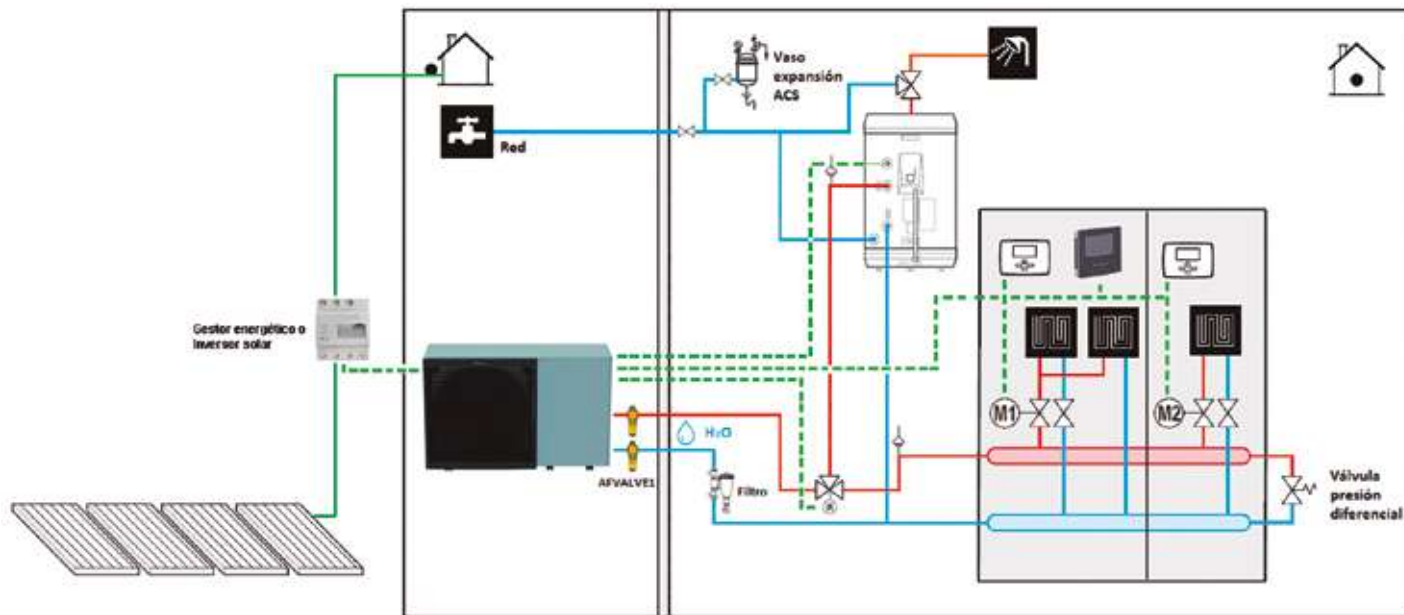 Vaso
expansión
ACS
Red
Gestor energético o
Inversor solar
M1
M2
H₂O
AFVALVE1
Filtro
Válvula
presión
diferencial